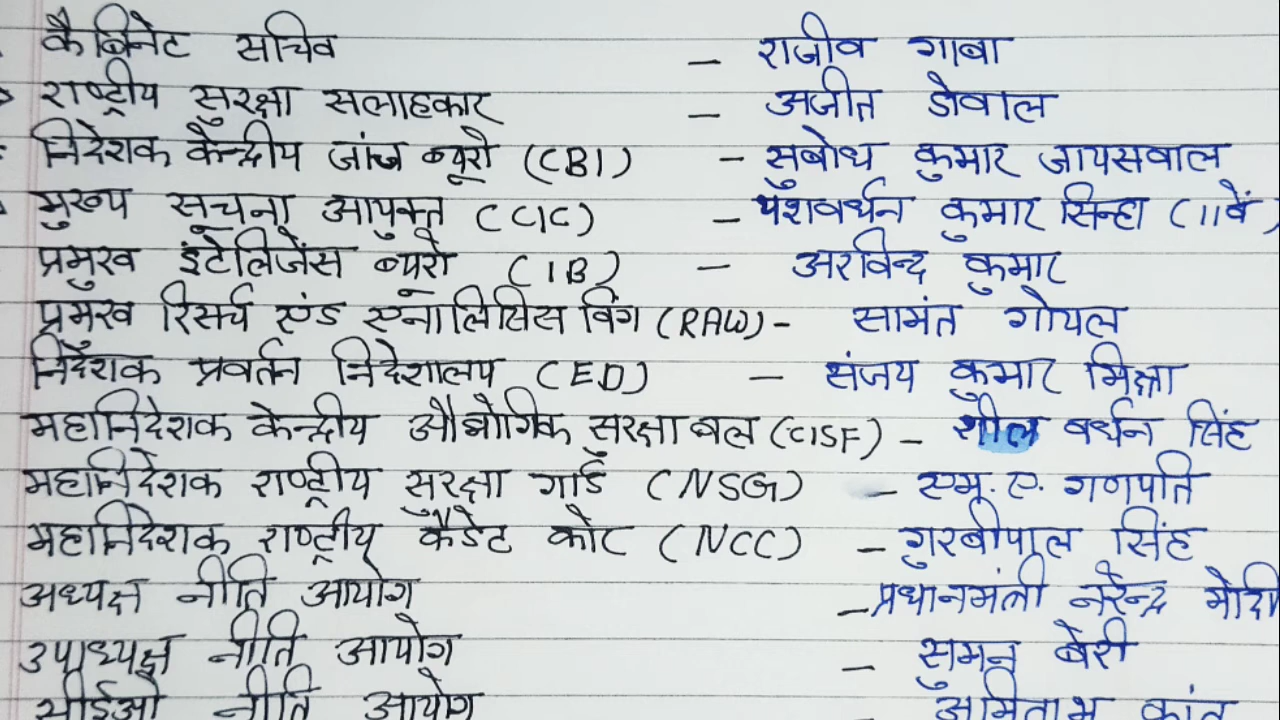 कैबिनेट सचिव – राजीव गाबा
राष्ट्रीय सुरक्षा सलाहकार – अजीत डोवाल
निदेशक केन्द्रीय जांच ब्यूरो (CBI) – सुबोध कुमार जायसवाल
मुख्य सूचना आयुक्त (CIC) – यशवर्धन कुमार सिन्हा (11वें)
प्रमुख इंटेलिजेंस ब्यूरो (IB) – अरविन्द कुमार
प्रमुख रिसर्च एंड एनालिसिस विंग (RAW) – सामंत गोयल
निर्देशक प्रवर्तन निदेशालय (ED) – संजय कुमार मिश्रा
महानिदेशक केन्द्रीय औद्योगिक सुरक्षा बल (CISF) – शील वर्धन सिंह
महानिदेशक राष्ट्रीय सुरक्षा गार्ड (NSG) – एम. ए. गणपति
महानिदेशक राष्ट्रीय कैडेट कोर (NCC) – गुरबीपाल सिंह
अध्यक्ष नीति आयोग – प्रधानमंत्री नरेन्द्र मोदी
उपाध्यक्ष नीति आयोग – सुमन बेरी
सीईओ नीति आयोग अमिताभ कांत